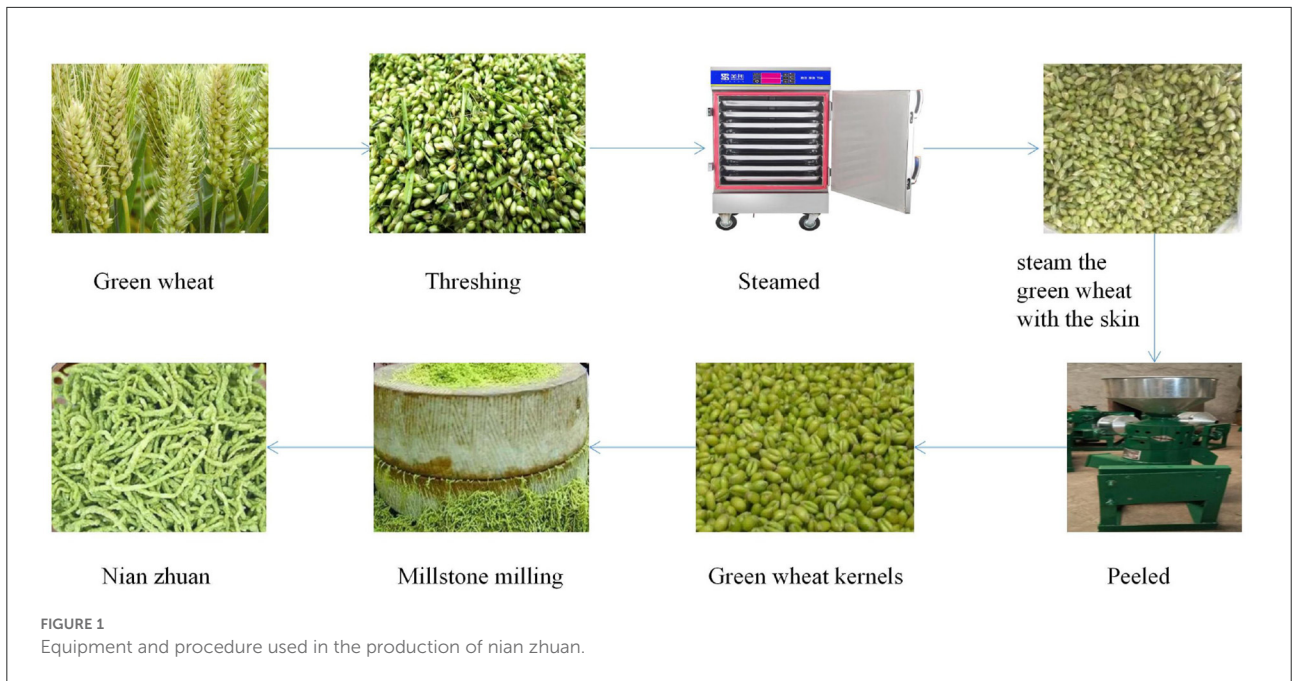 Green wheat
Threshing
Steamed
steam the
green wheat
with the skin
Nian zhuan
Millstone milling
Green wheat kernels
Peeled
FIGURE 1
Equipment and procedure used in the production of nian zhuan.